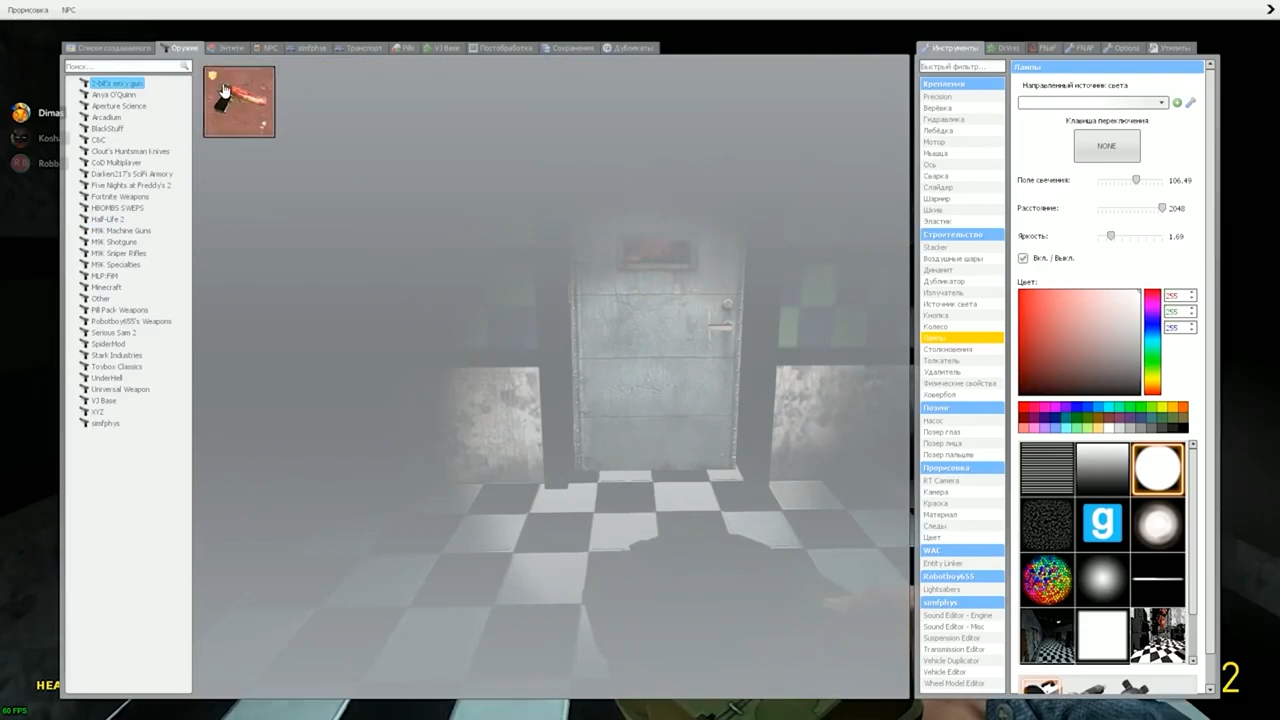 Прорисовка NPC
Списки создаваемого Оружие Энтити NPC simfphys Транспорт Pills VJ Base Постобработка Сохранения Дубликаты
Поиск...
Anya O'Quinn
Aperture Science
Arcadium
BlackStuff
C&C
Clout's Huntsman Knives
CoD Multiplayer
Darken217's SciFi Armory
Five Nights at Freddy's 2
Fortnite Weapons
HBOMBS SWEPS
Half-Life 2
M9K Machine Guns
M9K Shotguns
M9K Sniper Rifles
M9K Specialties
MLP:FiM
Minecraft
Other
Pill Pack Weapons
Robotboy655's Weapons
Serious Sam 2
SpiderMod
Stark Industries
Toybox Classics
UnderHell
Universal Weapon
VJ Base
XYZ
simfphys
Dimas
Kosha
Robb
HEA
60 FPS
Инструменты FNaF FNAF Options Утилиты
Быстрый фильтр...
Крепления
Precision
Верёвка
Гидравлика
Лебёдка
Мотор
Мышца
Ось
Сварка
Слайдер
Шарнир
Шкив
Эластик
Строительство
Stacker
Воздушные шары
Динамит
Дубликатор
Излучатель
Источник света
Кнопка
Колесо
Лампы
Столкновения
Толкатель
Удалитель
Физические свойства
Ховербол
Позинг
Насос
Позер глаз
Позер лица
Позер пальцев
Прорисовка
RT Camera
Камера
Краска
Материал
Следы
Цвет
WAC
Entity Linker
Robotboy655
Lightsabers
simfphys
Sound Editor - Engine
Sound Editor - Misc
Suspension Editor
Transmission Editor
Vehicle Duplicator
Vehicle Editor
Wheel Model Editor
Лампы
Направленный источник света
Клавиша переключения
NONE
Поле свечения: 106.49
Расстояние: 2048
Яркость: 1.69
Вкл. / Выкл.
Цвет:
255
255
255
g
2